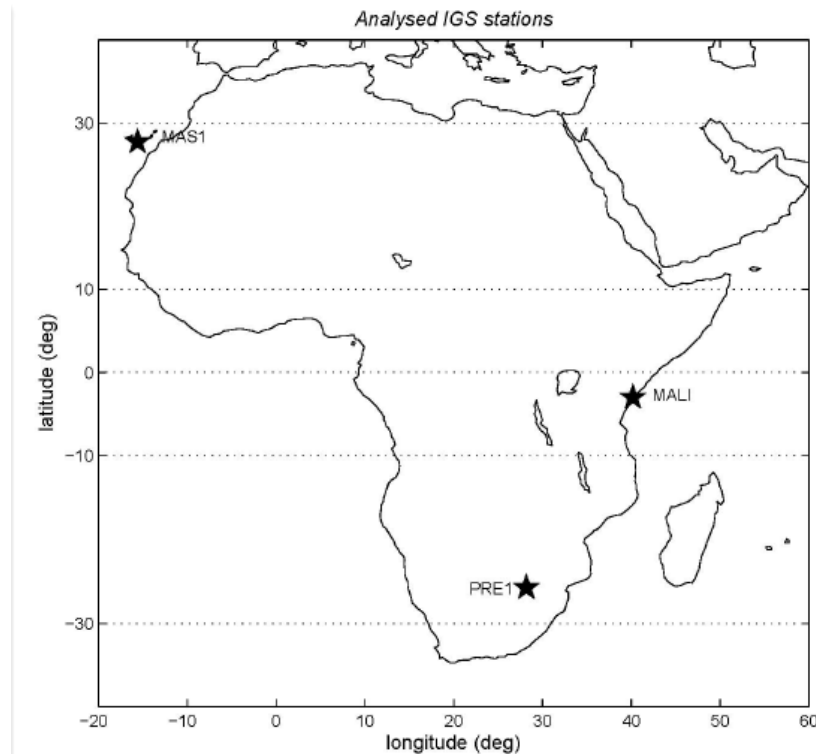 Analysed IGS stations
30
MAS1
10
0
MALI
−10
PRE1
−30
latitude (deg)
−20 −10 0 10 20 30 40 50 60
longitude (deg)